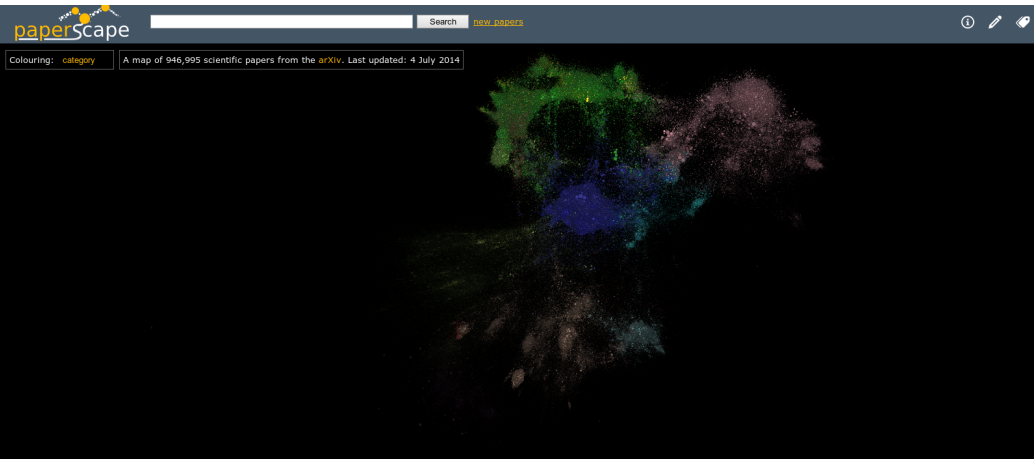 paperscape
Search
new papers
Colouring: category
A map of 946,995 scientific papers from the arXiv. Last updated: 4 July 2014